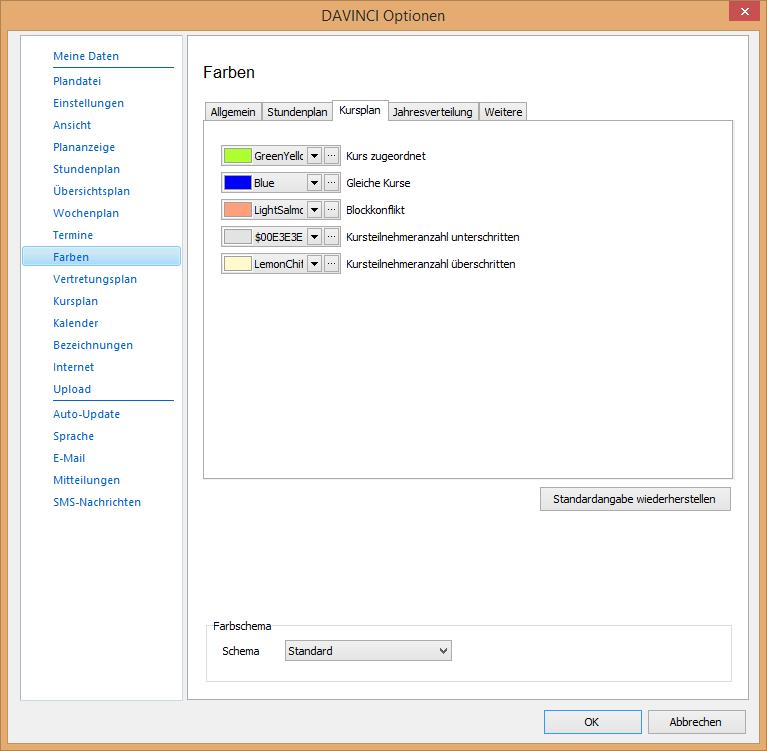 DAVINCI Optionen
Meine Daten
Plandatei
Einstellungen
Ansicht
Plananzeige
Stundenplan
Übersichtsplan
Wochenplan
Termine
Farben
Vertretungsplan
Kursplan
Kalender
Bezeichnungen
Internet
Upload
Auto-Update
Sprache
E-Mail
Mitteilungen
SMS-Nachrichten
Farben
Allgemein Stundenplan Kursplan Jahresverteilung Weitere
GreenYello ... Kurs zugeordnet
Blue ... Gleiche Kurse
LightSalmo ... Blockkonflikt
$00E3E3E ... Kursteilnehmeranzahl unterschritten
LemonChif ... Kursteilnehmeranzahl überschritten
Standardangabe wiederherstellen
Farbschema
Schema Standard
OK Abbrechen